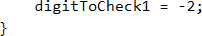 digitToCheck1 = -2;
}